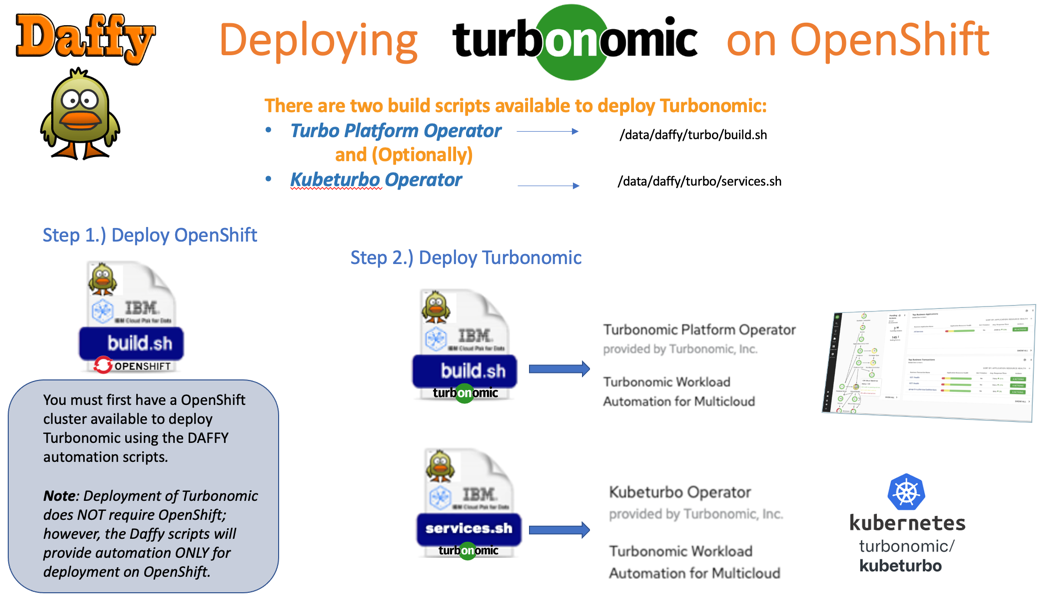 Daffy
Deploying turbonomic on OpenShift
There are two build scripts available to deploy Turbonomic:
• Turbo Platform Operator
/data/daffy/turbo/build.sh
and (Optionally)
• Kubeturbo Operator
/data/daffy/turbo/services.sh
Step 1.) Deploy OpenShift
IBM
IBM Cloud Pak for Data
build.sh
OPENSHIFT
You must first have a OpenShift
cluster available to deploy
Turbonomic using the DAFFY
automation scripts.
Note: Deployment of Turbonomic
does NOT require OpenShift;
however, the Daffy scripts will
provide automation ONLY for
deployment on OpenShift.
Step 2.) Deploy Turbonomic
IBM
IBM Cloud Pak for Data
build.sh
turbonomic
Turbonomic Platform Operator
provided by Turbonomic, Inc.
Turbonomic Workload
Automation for Multicloud
IBM
IBM Cloud Pak for Data
services.sh
turbonomic
Kubeturbo Operator
provided by Turbonomic, Inc.
Turbonomic Workload
Automation for Multicloud
kubernetes
turbonomic/
kubeturbo